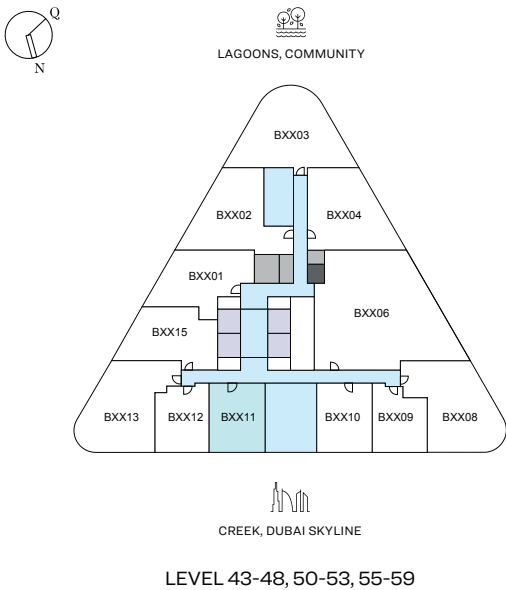 Q
N
LAGOONS, COMMUNITY
BXX03
BXX02
BXX04
BXX01
BXX06
BXX15
BXX13
BXX12
BXX11
BXX10
BXX09
BXX08
CREEK, DUBAI SKYLINE
LEVEL 43-48, 50-53, 55-59